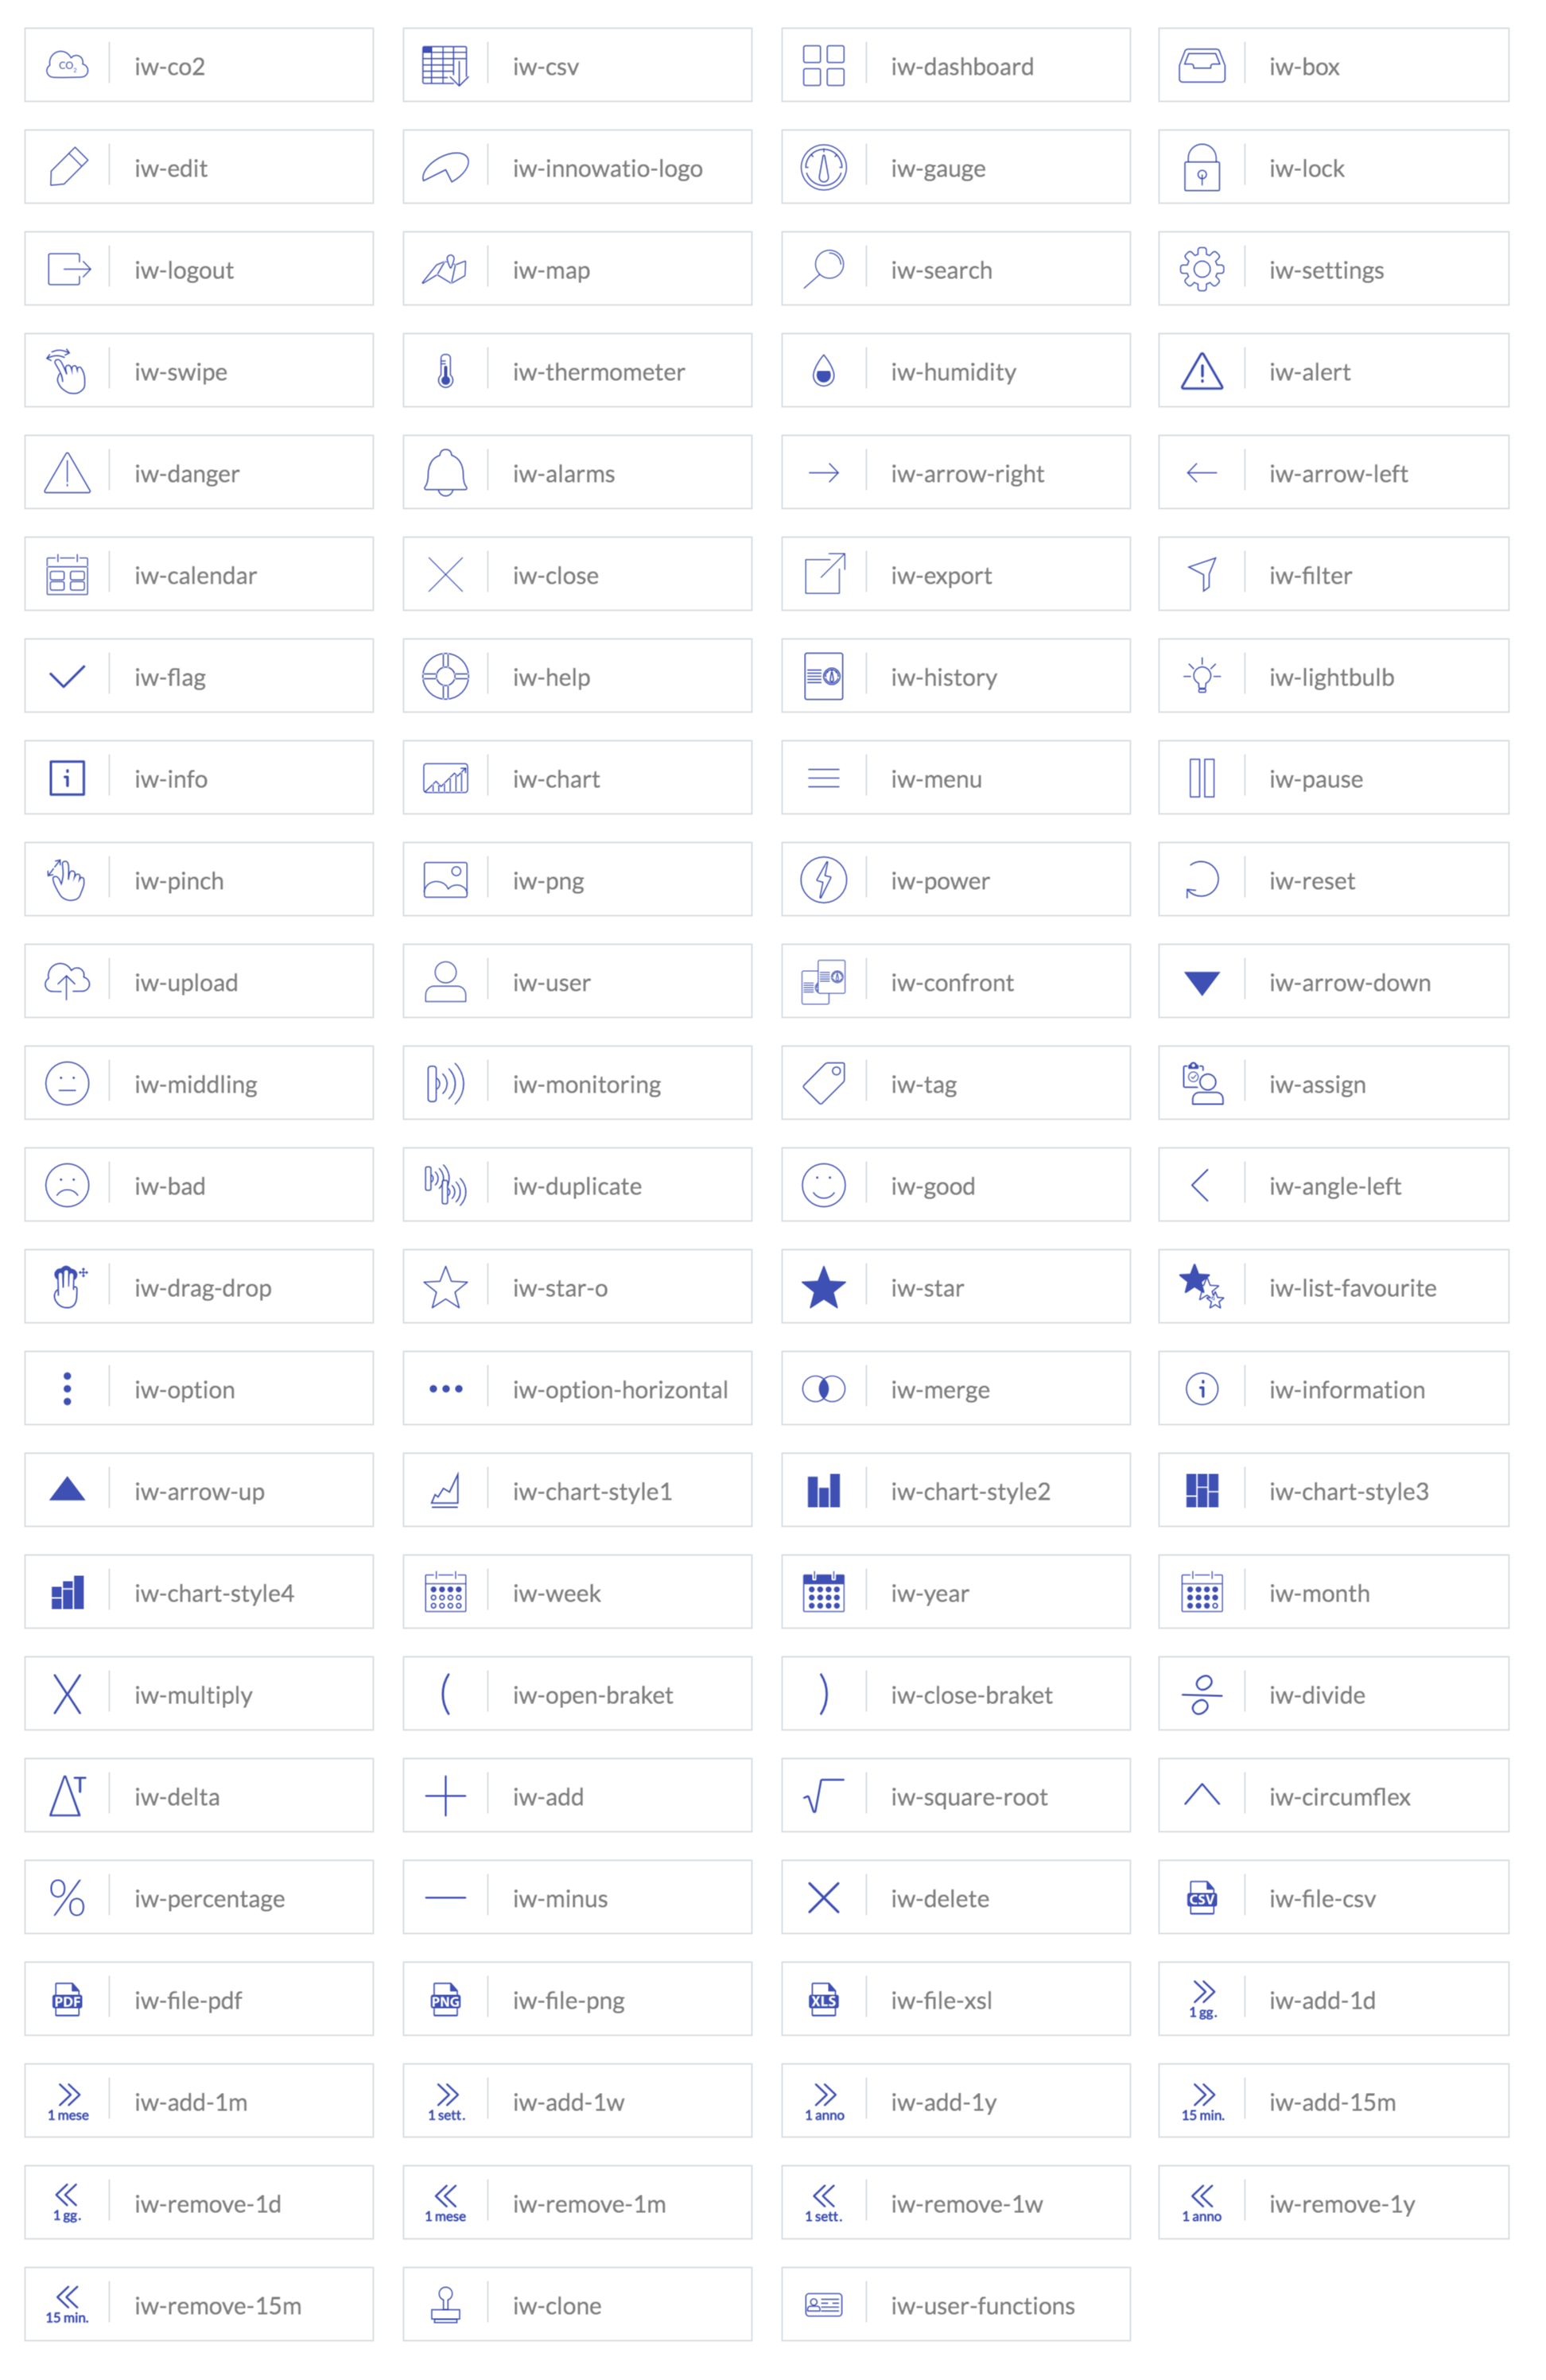 CO2 iw-co2 iw-csv iw-dashboard iw-box
iw-edit iw-innowatio-logo iw-gauge iw-lock
iw-logout iw-map iw-search iw-settings
iw-swipe iw-thermometer iw-humidity iw-alert
iw-danger iw-alarms iw-arrow-right iw-arrow-left
iw-calendar iw-close iw-export iw-filter
iw-flag iw-help iw-history iw-lightbulb
i iw-info iw-chart iw-menu iw-pause
iw-pinch iw-png iw-power iw-reset
iw-upload iw-user iw-confront iw-arrow-down
iw-middling iw-monitoring iw-tag iw-assign
iw-bad iw-duplicate iw-good iw-angle-left
iw-drag-drop iw-star-o iw-star iw-list-favourite
iw-option iw-option-horizontal iw-merge i iw-information
iw-arrow-up iw-chart-style1 iw-chart-style2 iw-chart-style3
iw-chart-style4 iw-week iw-year iw-month
iw-multiply ( iw-open-braket ) iw-close-braket iw-divide
ΔT iw-delta iw-add √ iw-square-root iw-circumflex
% iw-percentage iw-minus iw-delete CSV iw-file-csv
PDF iw-file-pdf PNG iw-file-png XLS iw-file-xsl 1 gg. iw-add-1d
1 mese iw-add-1m 1 sett. iw-add-1w 1 anno iw-add-1y 15 min. iw-add-15m
1 gg. iw-remove-1d 1 mese iw-remove-1m 1 sett. iw-remove-1w 1 anno iw-remove-1y
15 min. iw-remove-15m iw-clone iw-user-functions